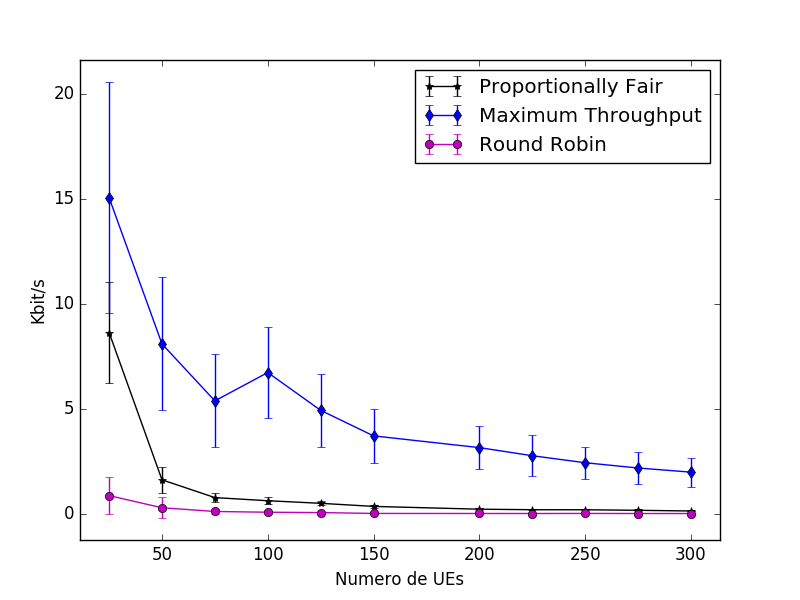 Proportionally Fair
Maximum Throughput
Round Robin
20
15
10
5
0
Kbit/s
50 100 150 200 250 300
Numero de UEs